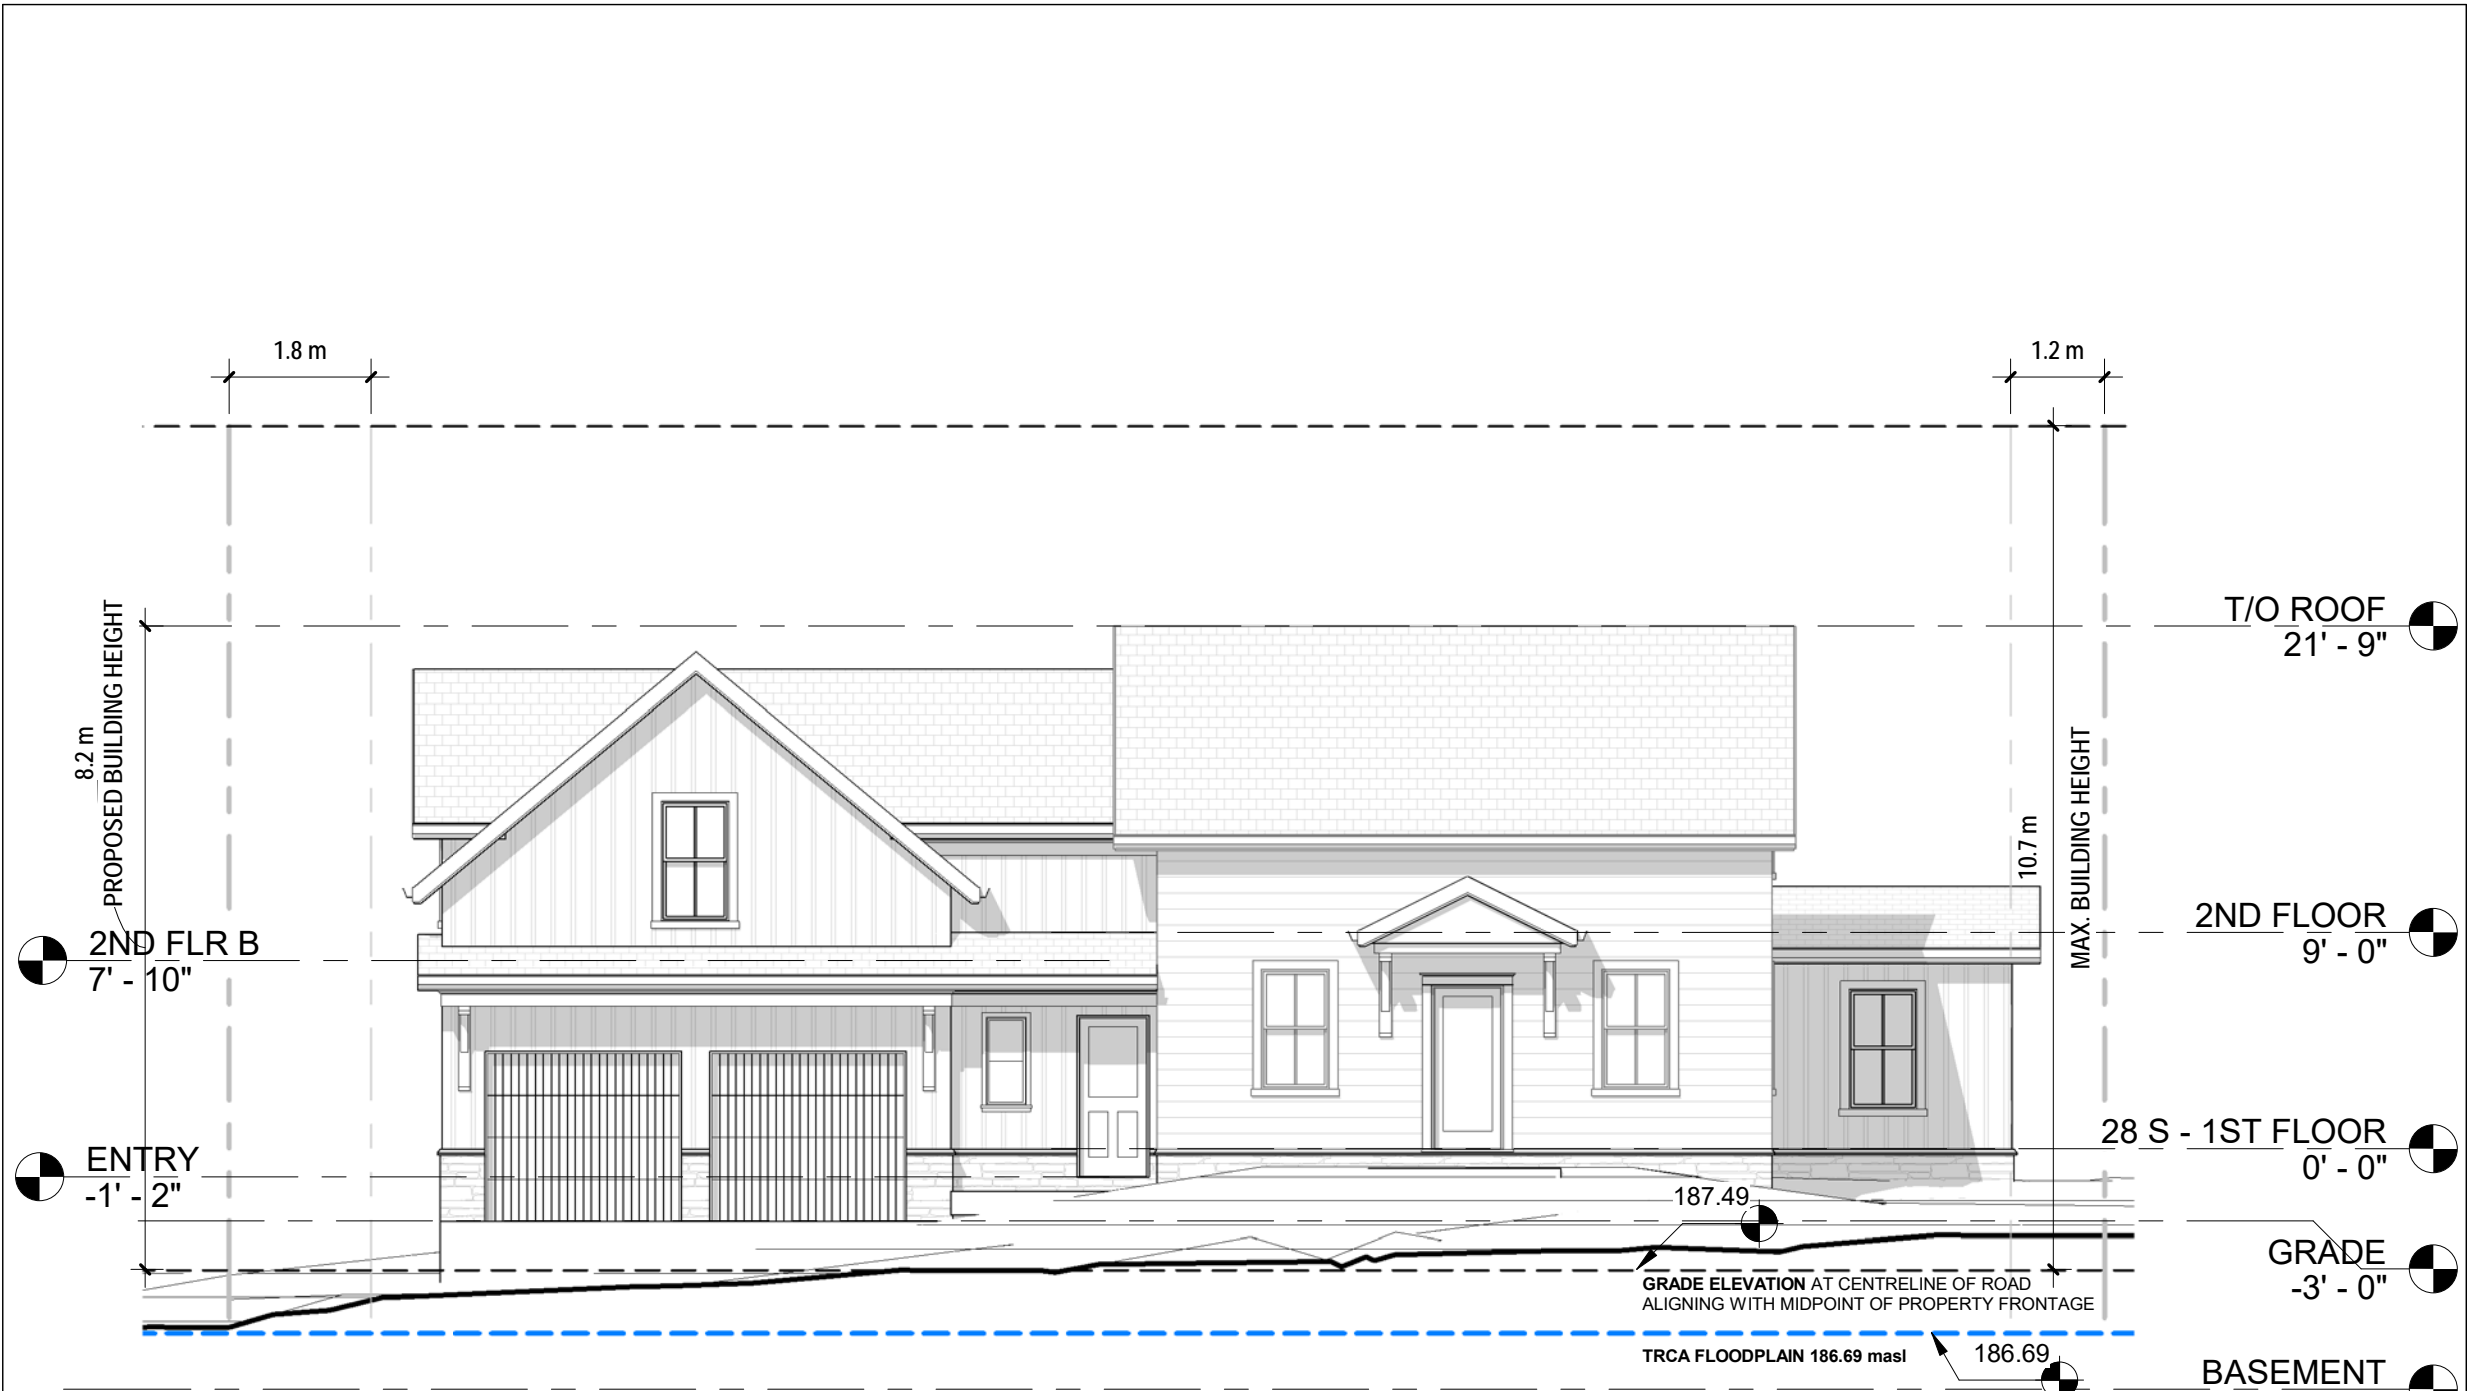 1.8 m
1.2 m
T/O ROOF
21' - 9"
8.2 m
PROPOSED BUILDING HEIGHT
10.7 m
MAX. BUILDING HEIGHT
2ND FLR B
7' - 10"
2ND FLOOR
9' - 0"
ENTRY
-1' - 2"
28 S - 1ST FLOOR
0' - 0"
187.49
GRADE
-3' - 0"
GRADE ELEVATION AT CENTRELINE OF ROAD
ALIGNING WITH MIDPOINT OF PROPERTY FRONTAGE
TRCA FLOODPLAIN 186.69 masl
186.69
BASEMENT